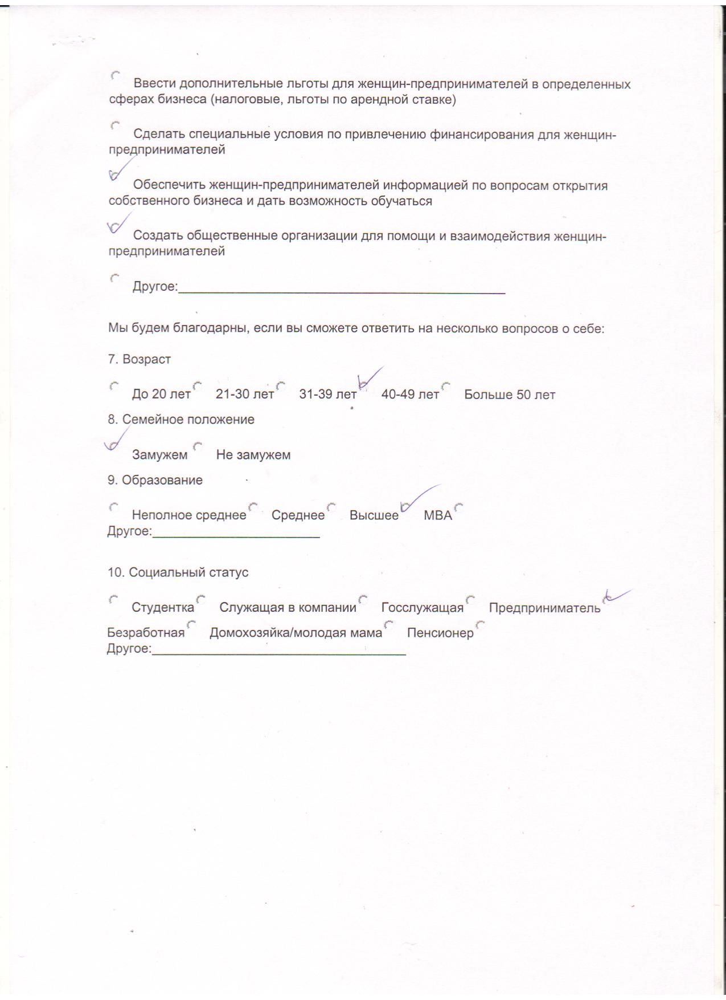 Ввести дополнительные льготы для женщин-предпринимателей в определенных
сферах бизнеса (налоговые, льготы по арендной ставке)
Сделать специальные условия по привлечению финансирования для женщин-
предпринимателей
Обеспечить женщин-предпринимателей информацией по вопросам открытия
собственного бизнеса и дать возможность обучаться
Создать общественные организации для помощи и взаимодействия женщин-
предпринимателей
Другое:
Мы будем благодарны, если вы сможете ответить на несколько вопросов о себе:
7. Возраст
До 20 лет 21-30 лет 31-39 лет 40-49 лет Больше 50 лет
8. Семейное положение
Замужем Не замужем
9. Образование
Неполное среднее Среднее Высшее МВА
Другое:
10. Социальный статус
Студентка Служащая в компании Госслужащая Предприниматель
Безработная Домохозяйка/молодая мама Пенсионер
Другое: